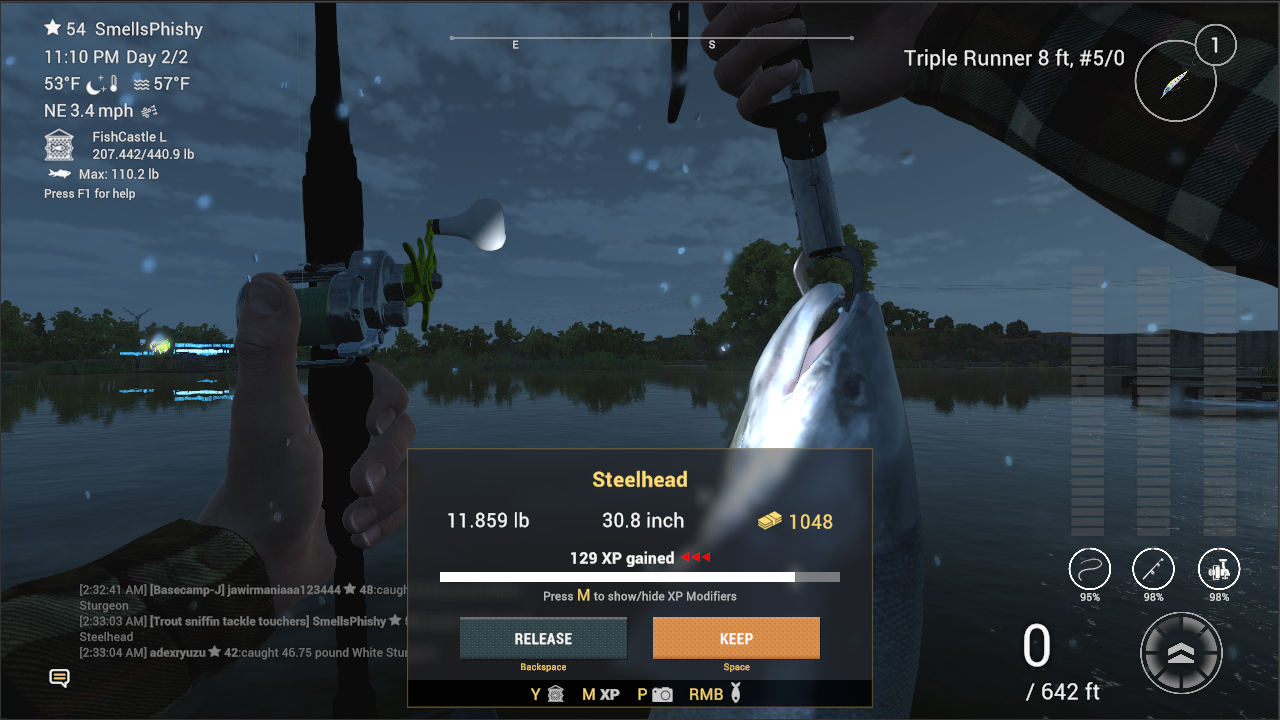 54 SmellsPhishy
11:10 PM Day 2/2
53°F 57°F
NE 3.4 mph
FishCastle L
207.442/440.9 lb
Max: 110.2 lb
Press F1 for help
E S
Triple Runner 8 ft, #5/0
1
Steelhead
11.859 lb 30.8 inch 1048
129 XP gained
Press M to show/hide XP Modifiers
RELEASE KEEP
Backspace Space
Y M XP P RMB
[2:32:41 AM] [Basecamp-J] jawirmaniaaa123444 48:caugh
Sturgeon
[2:33:03 AM] [Trout sniffin tackle touchers] SmellsPhishy
Steelhead
[2:33:04 AM] adexryuzu 42:caught 46.75 pound White Stur
95% 98% 98%
0
/ 642 ft